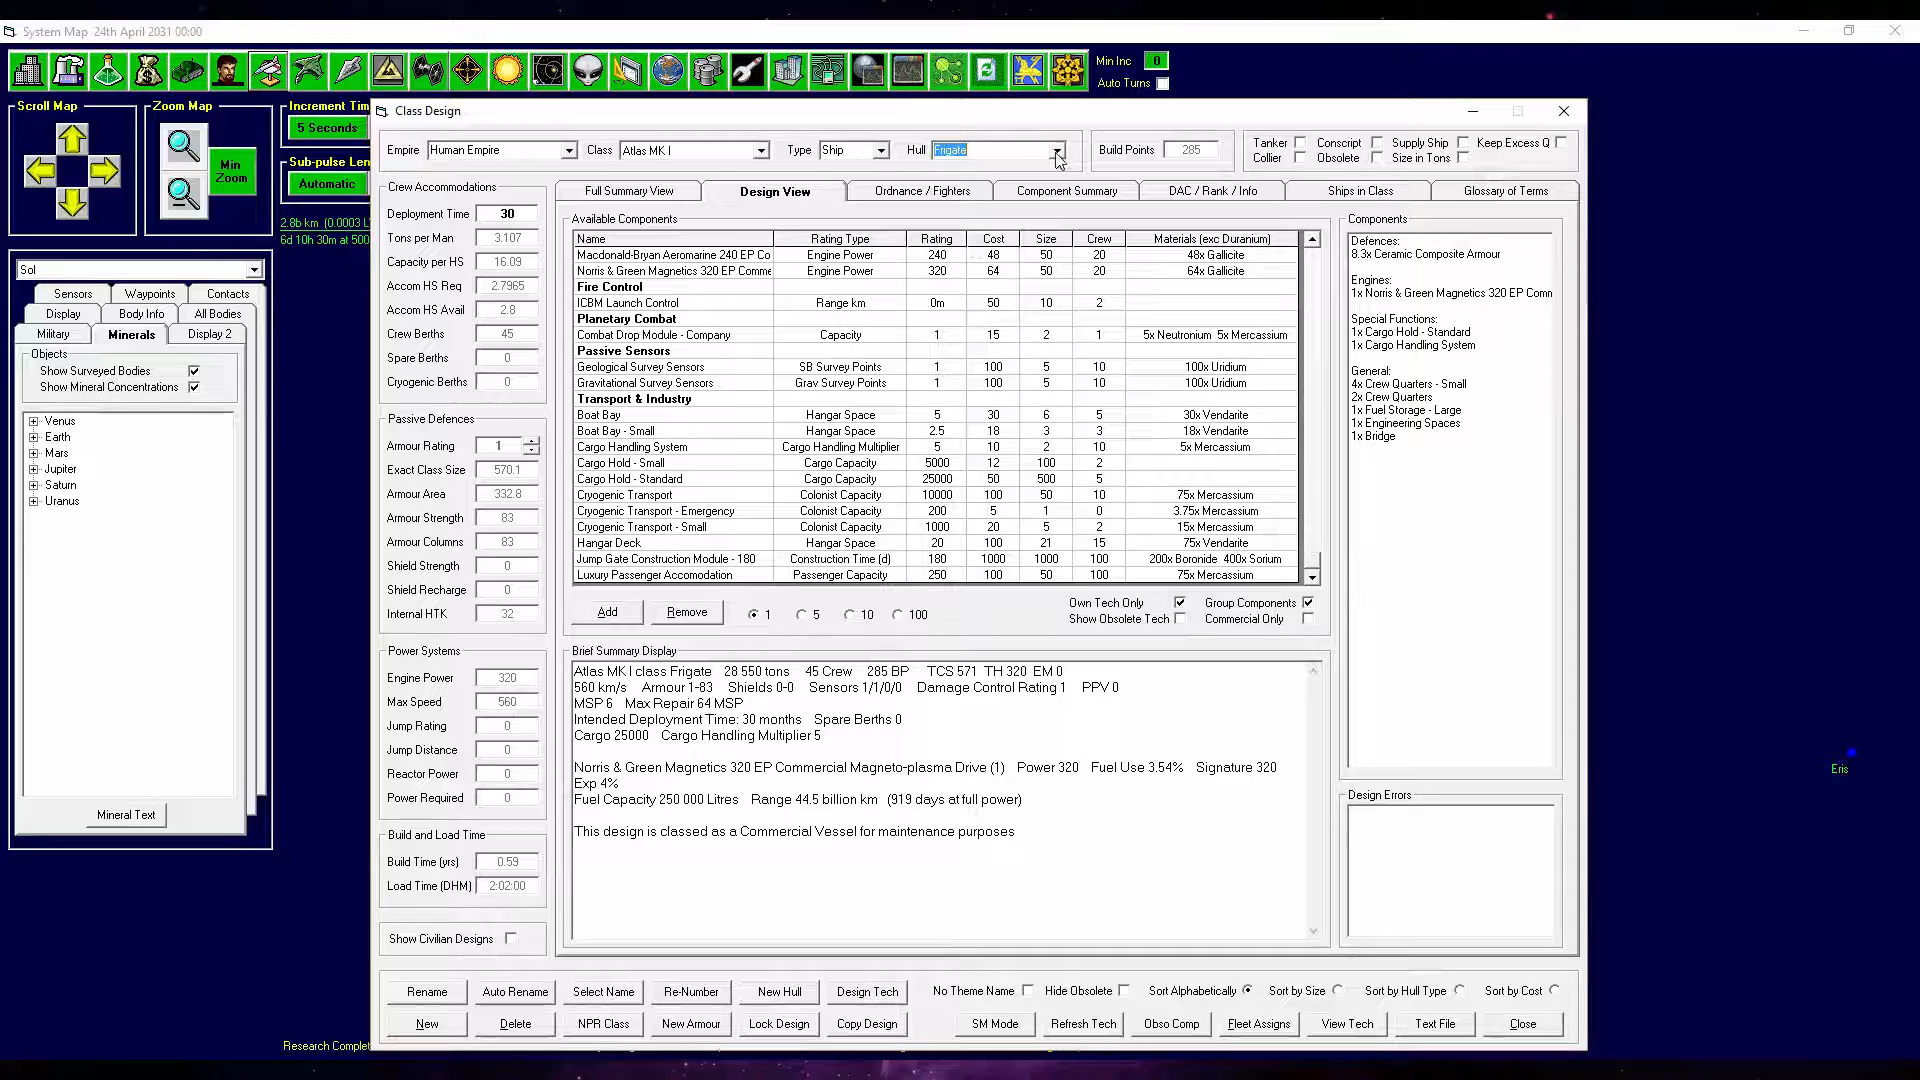 System Map   24th April 2031 00:00
Min Inc 0
Auto Turns
Scroll Map
Zoom Map
Min Zoom
Increment Tim
5 Seconds
Sub-pulse Len
Automatic
2.8b km (0.0003 L
6d 10h 30m at 500
Sol
Sensors Waypoints Contacts
Display Body Info All Bodies
Military Minerals Display 2
Objects
Show Surveyed Bodies
Show Mineral Concentrations
Venus
Earth
Mars
Jupiter
Saturn
Uranus
Mineral Text
Research Complet
Eris
Class Design
Empire Human Empire Class Atlas MK I Type Ship Hull Frigate Build Points 285
Tanker Conscript Supply Ship Keep Excess Q
Collier Obsolete Size in Tons
Crew Accommodations
Deployment Time 30
Tons per Man 3.107
Capacity per HS 16.09
Accom HS Req 2.7965
Accom HS Avail 2.8
Crew Berths 45
Spare Berths 0
Cryogenic Berths 0
Passive Defences
Armour Rating 1
Exact Class Size 570.1
Armour Area 332.8
Armour Strength 83
Armour Columns 83
Shield Strength 0
Shield Recharge 0
Internal HTK 32
Power Systems
Engine Power 320
Max Speed 560
Jump Rating 0
Jump Distance 0
Reactor Power 0
Power Required 0
Build and Load Time
Build Time (yrs) 0.59
Load Time (DHM) 2:02:00
Show Civilian Designs
Full Summary View Design View Ordnance / Fighters Component Summary DAC / Rank / Info Ships in Class Glossary of Terms
Available Components
Name Rating Type Rating Cost Size Crew Materials (exc Duranium)
Macdonald-Bryan Aeromarine 240 EP Co Engine Power 240 48 50 20 48x Gallicite
Norris & Green Magnetics 320 EP Comme Engine Power 320 64 50 20 64x Gallicite
Fire Control
ICBM Launch Control Range km 0m 50 10 2
Planetary Combat
Combat Drop Module - Company Capacity 1 15 2 1 5x Neutronium 5x Mercassium
Passive Sensors
Geological Survey Sensors SB Survey Points 1 100 5 10 100x Uridium
Gravitational Survey Sensors Grav Survey Points 1 100 5 10 100x Uridium
Transport & Industry
Boat Bay Hangar Space 5 30 6 5 30x Vendarite
Boat Bay - Small Hangar Space 2.5 18 3 3 18x Vendarite
Cargo Handling System Cargo Handling Multiplier 5 10 2 10 5x Mercassium
Cargo Hold - Small Cargo Capacity 5000 12 100 2
Cargo Hold - Standard Cargo Capacity 25000 50 500 5
Cryogenic Transport Colonist Capacity 10000 100 50 10 75x Mercassium
Cryogenic Transport - Emergency Colonist Capacity 200 5 1 0 3.75x Mercassium
Cryogenic Transport - Small Colonist Capacity 1000 20 5 2 15x Mercassium
Hangar Deck Hangar Space 20 100 21 15 75x Vendarite
Jump Gate Construction Module - 180 Construction Time (d) 180 1000 1000 100 200x Boronide 400x Sorium
Luxury Passenger Accomodation Passenger Capacity 250 100 50 100 75x Mercassium
Add Remove 1 5 10 100
Own Tech Only Group Components
Show Obsolete Tech Commercial Only
Brief Summary Display
Atlas MK I class Frigate 28 550 tons 45 Crew 285 BP TCS 571 TH 320 EM 0
560 km/s Armour 1-83 Shields 0-0 Sensors 1/1/0/0 Damage Control Rating 1 PPV 0
MSP 6 Max Repair 64 MSP
Intended Deployment Time: 30 months Spare Berths 0
Cargo 25000 Cargo Handling Multiplier 5
Norris & Green Magnetics 320 EP Commercial Magneto-plasma Drive (1) Power 320 Fuel Use 3.54% Signature 320
Exp 4%
Fuel Capacity 250 000 Litres Range 44.5 billion km (919 days at full power)
This design is classed as a Commercial Vessel for maintenance purposes
Components
Defences:
8.3x Ceramic Composite Armour
Engines:
1x Norris & Green Magnetics 320 EP Comn
Special Functions:
1x Cargo Hold - Standard
1x Cargo Handling System
General:
4x Crew Quarters - Small
2x Crew Quarters
1x Fuel Storage - Large
1x Engineering Spaces
1x Bridge
Design Errors
Rename Auto Rename Select Name Re-Number New Hull Design Tech No Theme Name Hide Obsolete Sort Alphabetically Sort by Size Sort by Hull Type Sort by Cost
New Delete NPR Class New Armour Lock Design Copy Design SM Mode Refresh Tech Obso Comp Fleet Assigns View Tech Text File Close